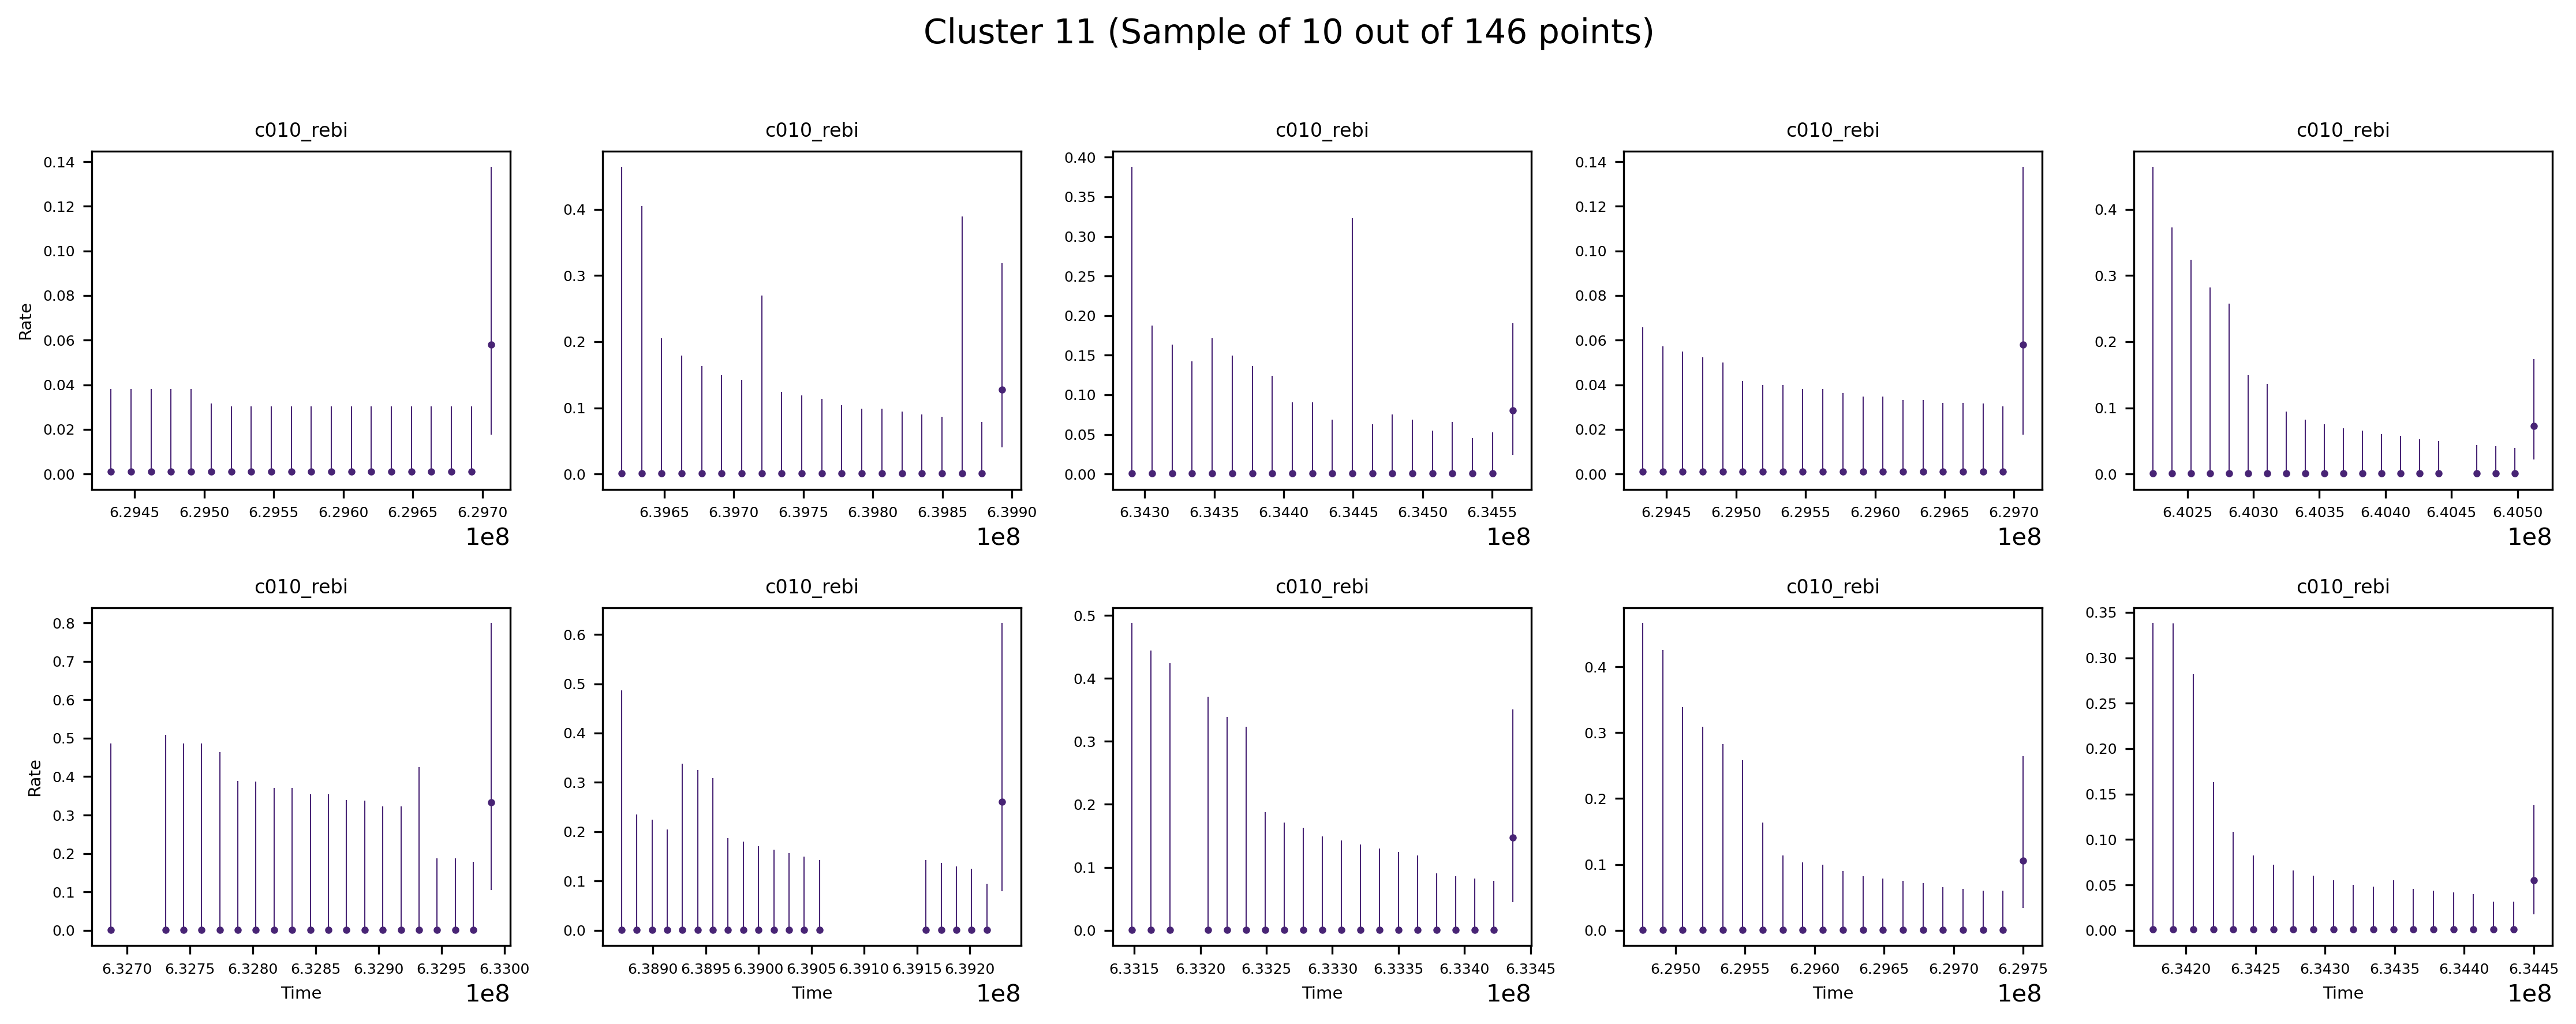 Cluster 11 (Sample of 10 out of 146 points)
c010_rebi c010_rebi c010_rebi c010_rebi c010_rebi
Rate
0.14 0.12 0.10 0.08 0.06 0.04 0.02 0.00
0.4 0.3 0.2 0.1 0.0
0.40 0.35 0.30 0.25 0.20 0.15 0.10 0.05 0.00
0.14 0.12 0.10 0.08 0.06 0.04 0.02 0.00
0.4 0.3 0.2 0.1 0.0
6.2945 6.2950 6.2955 6.2960 6.2965 6.2970
6.3965 6.3970 6.3975 6.3980 6.3985 6.3990
6.3430 6.3435 6.3440 6.3445 6.3450 6.3455
6.2945 6.2950 6.2955 6.2960 6.2965 6.2970
6.4025 6.4030 6.4035 6.4040 6.4045 6.4050
1e8 1e8 1e8 1e8 1e8
c010_rebi c010_rebi c010_rebi c010_rebi c010_rebi
Rate
0.8 0.7 0.6 0.5 0.4 0.3 0.2 0.1 0.0
0.6 0.5 0.4 0.3 0.2 0.1 0.0
0.5 0.4 0.3 0.2 0.1 0.0
0.4 0.3 0.2 0.1 0.0
0.35 0.30 0.25 0.20 0.15 0.10 0.05 0.00
6.3270 6.3275 6.3280 6.3285 6.3290 6.3295 6.3300
6.3890 6.3895 6.3900 6.3905 6.3910 6.3915 6.3920
6.3315 6.3320 6.3325 6.3330 6.3335 6.3340 6.3345
6.2950 6.2955 6.2960 6.2965 6.2970 6.2975
6.3420 6.3425 6.3430 6.3435 6.3440 6.3445
Time Time Time Time Time
1e8 1e8 1e8 1e8 1e8